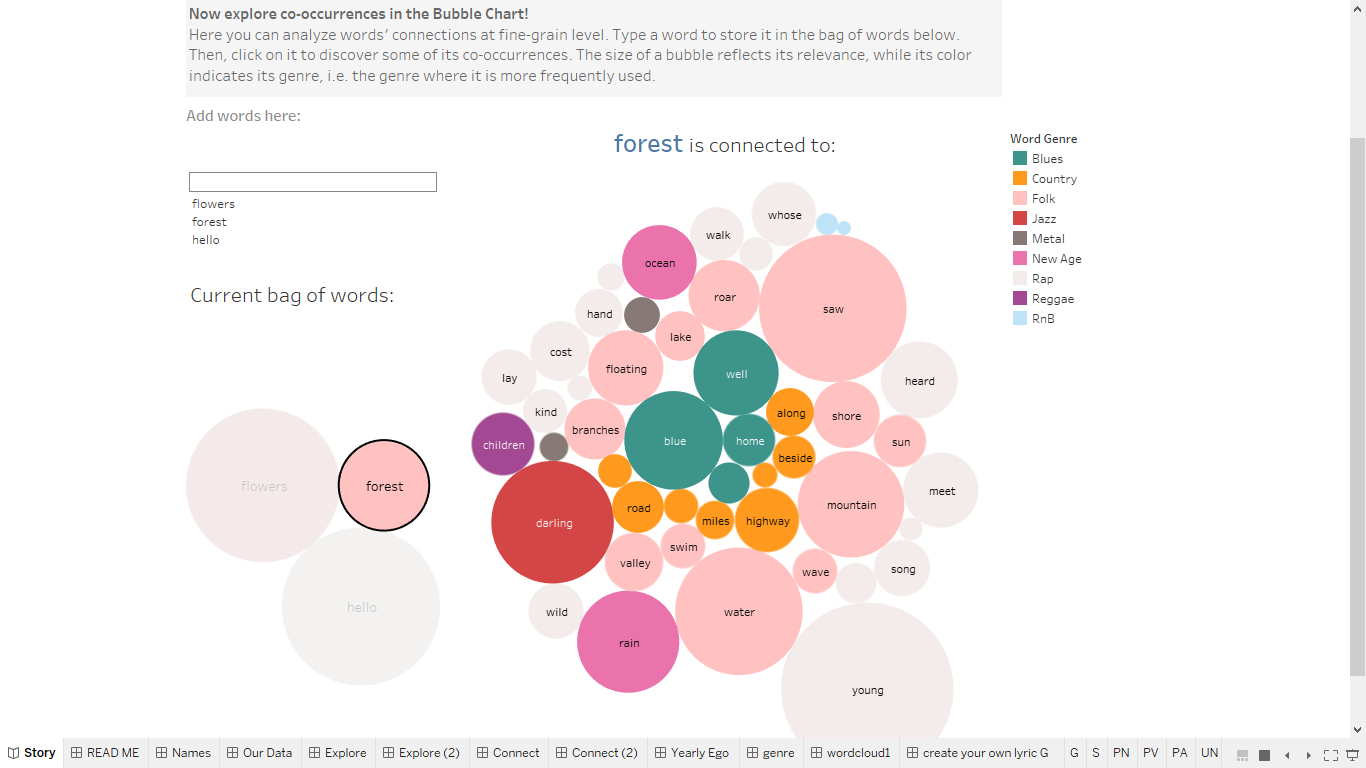 Now explore co-occurrences in the Bubble Chart!
Here you can analyze words' connections at fine-grain level. Type a word to store it in the bag of words below.
Then, click on it to discover some of its co-occurrences. The size of a bubble reflects its relevance, while its color
indicates its genre, i.e. the genre where it is more frequently used.
Add words here:
flowers
forest
hello
Current bag of words:
flowers
forest
hello
forest is connected to:
whose
walk
ocean
roar
saw
hand
lake
cost
floating
well
heard
lay
kind
along
shore
branches
blue
home
sun
children
beside
meet
mountain
road
miles
highway
darling
swim
valley
wave
song
wild
water
rain
young
Word Genre
Blues
Country
Folk
Jazz
Metal
New Age
Rap
Reggae
RnB
Story
READ ME
Names
Our Data
Explore
Explore (2)
Connect
Connect (2)
Yearly Ego
genre
wordcloud1
create your own lyric G
G
S
PN
PV
PA
UN